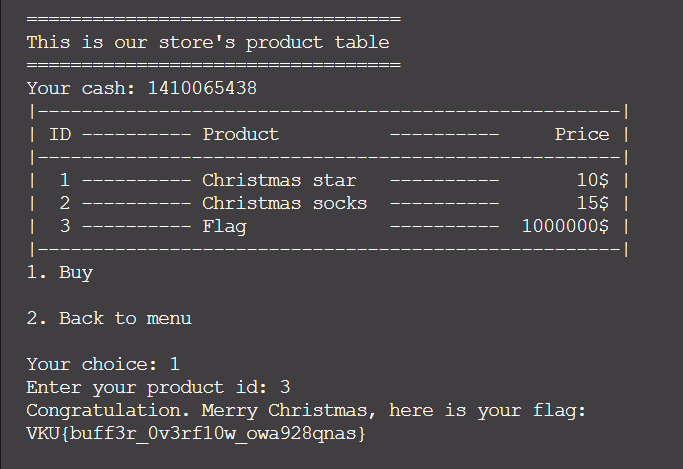 ==================================
This is our store's product table
==================================
Your cash: 1410065438
|-----------------------------------------------------|
| ID ---------- Product          ----------     Price |
|-----------------------------------------------------|
|  1 ---------- Christmas star   ----------       10$ |
|  2 ---------- Christmas socks  ----------       15$ |
|  3 ---------- Flag             ----------  1000000$ |
|-----------------------------------------------------|
1. Buy
2. Back to menu
Your choice: 1
Enter your product id: 3
Congratulation. Merry Christmas, here is your flag:
VKU{buff3r_0v3rf10w_owa928qnas}